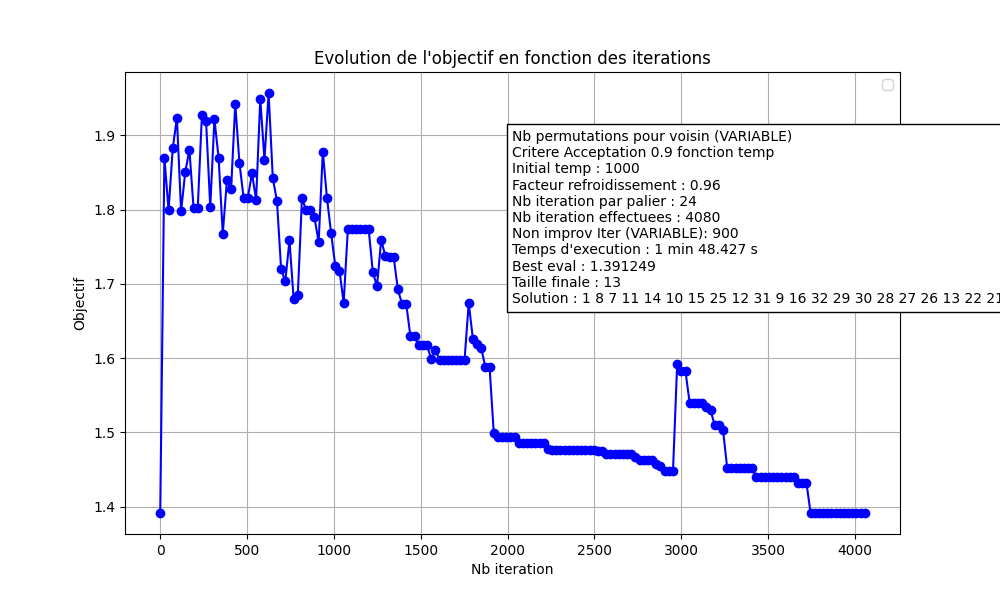 Evolution de l'objectif en fonction des iterations
Nb permutations pour voisin (VARIABLE)
Critere Acceptation 0.9 fonction temp
Initial temp : 1000
Facteur refroidissement : 0.96
Nb iteration par palier : 24
Nb iteration effectuees : 4080
Non improv Iter (VARIABLE): 900
Temps d'execution : 1 min 48.427 s
Best eval : 1.391249
Taille finale : 13
Solution : 1 8 7 11 14 10 15 25 12 31 9 16 32 29 30 28 27 26 13 22 21
Objectif
1.9
1.8
1.7
1.6
1.5
1.4
0 500 1000 1500 2000 2500 3000 3500 4000
Nb iteration